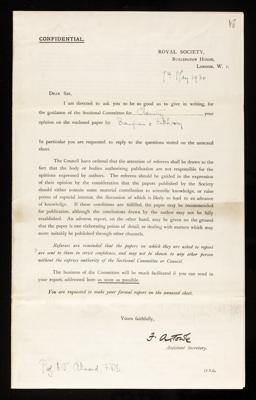 CONFIDENTIAL.
ROYAL SOCIETY,
BURLINGTON HOUSE,
LONDON, W. 1.
7th May 1930
DEAR SIR,
I am directed to ask you to be so good as to give in writing, for
the guidance of the Sectional Committee for your
opinion on the enclosed paper by
In particular you are requested to reply to the questions stated on the annexed
sheet.
The Council have ordered that the attention of referees shall be drawn to the
fact that the body or bodies authorising publication are not responsible for the
opinions expressed by authors. The referees should be guided in the expression
of their opinion by the consideration that the papers published by the Society
should either contain some material contribution to scientific knowledge, or raise
points of especial interest, the discussion of which is likely to lead to an advance
of knowledge. If these conditions are fulfilled, the paper may be recommended
for publication, although the conclusions drawn by the author may not be fully
established. An adverse report, on the other hand, may be given on the ground
that the paper is one elaborating points of detail or dealing with matters which may
more suitably be published through other channels.
Referees are reminded that the papers on which they are asked to report
are sent to them in strict confidence, and may not be shown to any other person
without the express authority of the Sectional Committee or Council.
The business of the Committee will be much facilitated if you can send in
your report, addressed here as soon as possible.
You are requested to make your formal report on the annexed sheet.
Yours faithfully,
F. A. Towle
Assistant Secretary.
Prof.